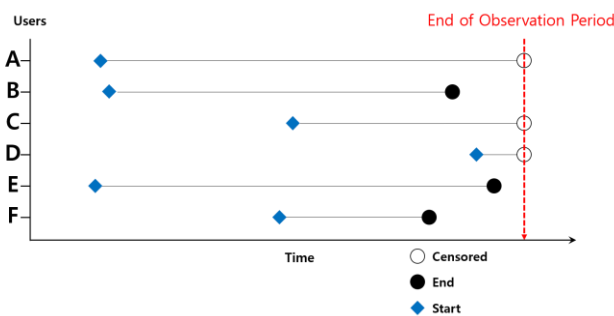 Users
End of Observation Period
A
B
C
D
E
F
Time
Censored
End
Start